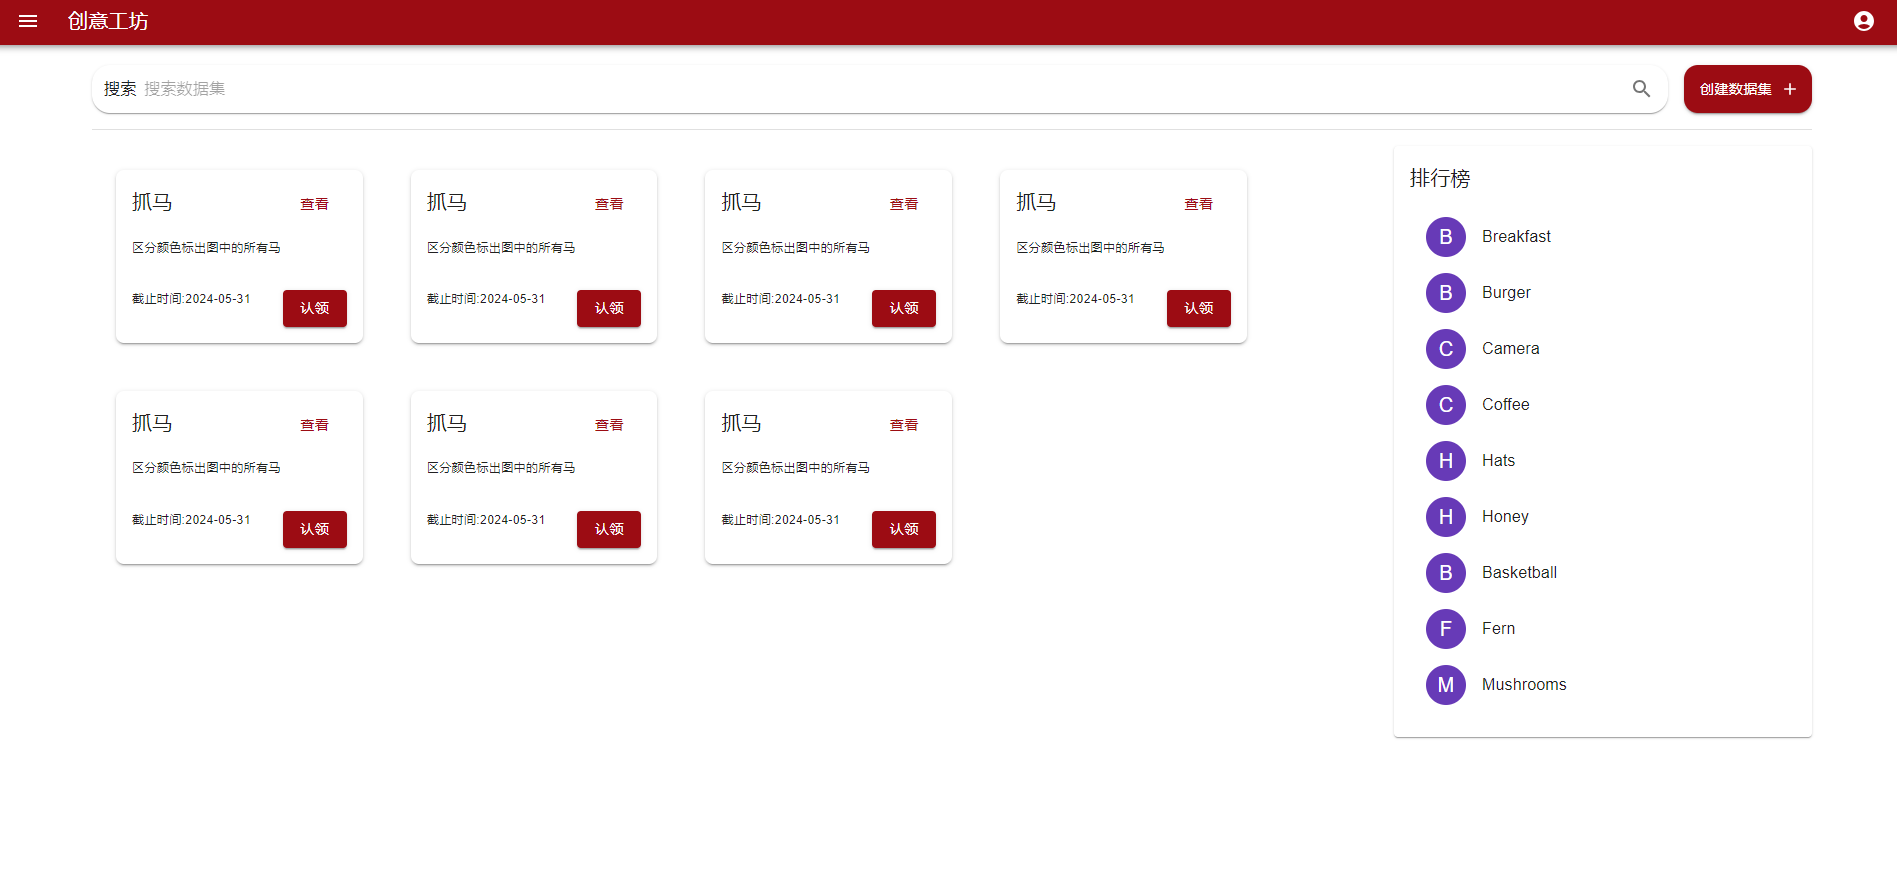 创意工坊
搜索 搜索数据集
创建数据集
抓马 查看
区分颜色标出图中的所有马
截止时间:2024-05-31 认领
抓马 查看
区分颜色标出图中的所有马
截止时间:2024-05-31 认领
抓马 查看
区分颜色标出图中的所有马
截止时间:2024-05-31 认领
抓马 查看
区分颜色标出图中的所有马
截止时间:2024-05-31 认领
抓马 查看
区分颜色标出图中的所有马
截止时间:2024-05-31 认领
抓马 查看
区分颜色标出图中的所有马
截止时间:2024-05-31 认领
抓马 查看
区分颜色标出图中的所有马
截止时间:2024-05-31 认领
排行榜
B Breakfast
B Burger
C Camera
C Coffee
H Hats
H Honey
B Basketball
F Fern
M Mushrooms